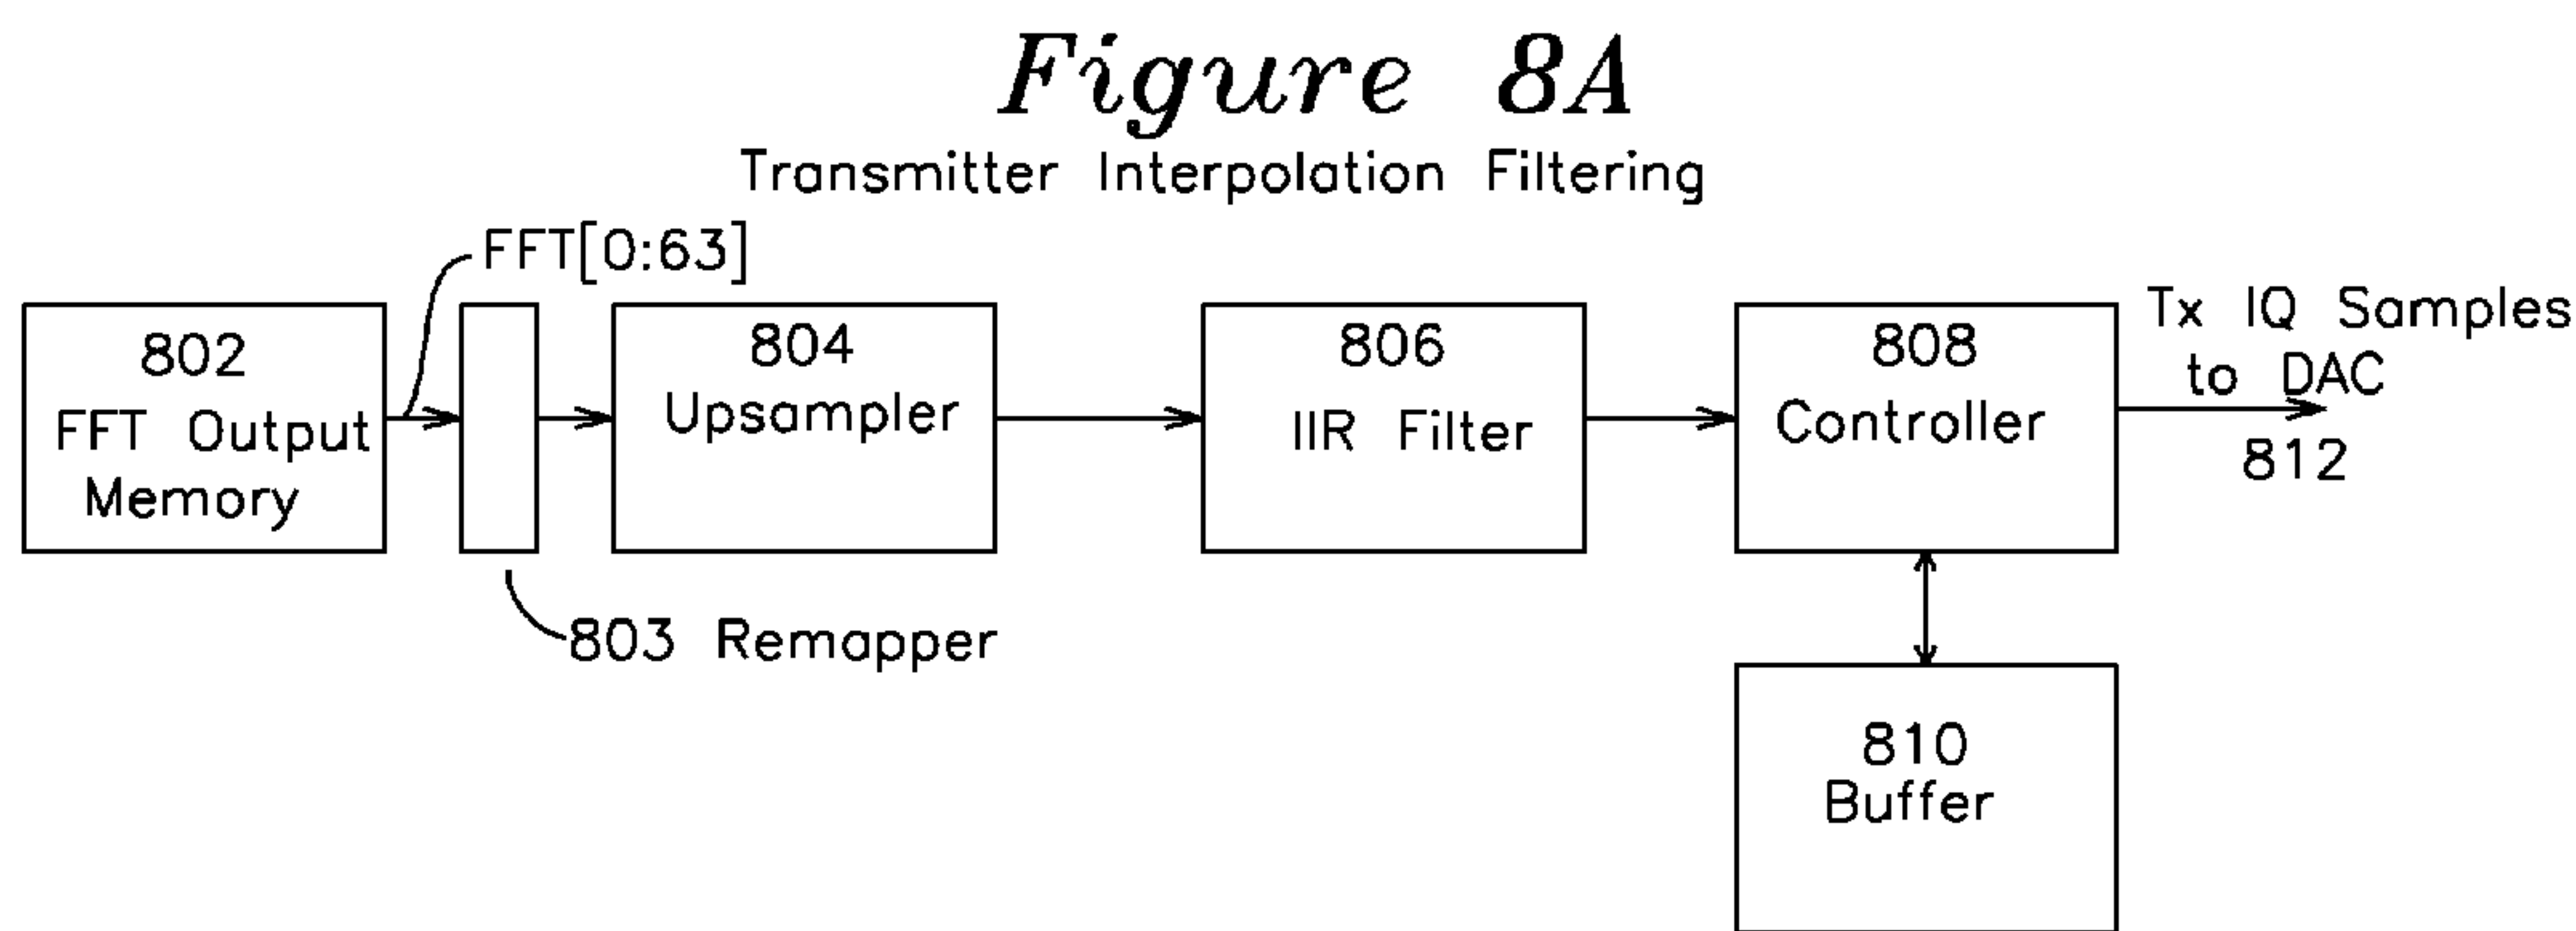 Figure 8A
Transmitter Interpolation Filtering
FFT[0:63]
802
FFT Output
Memory
803 Remapper
804
Upsampler
806
IIR Filter
808
Controller
Tx IQ Samples
to DAC
812
810
Buffer